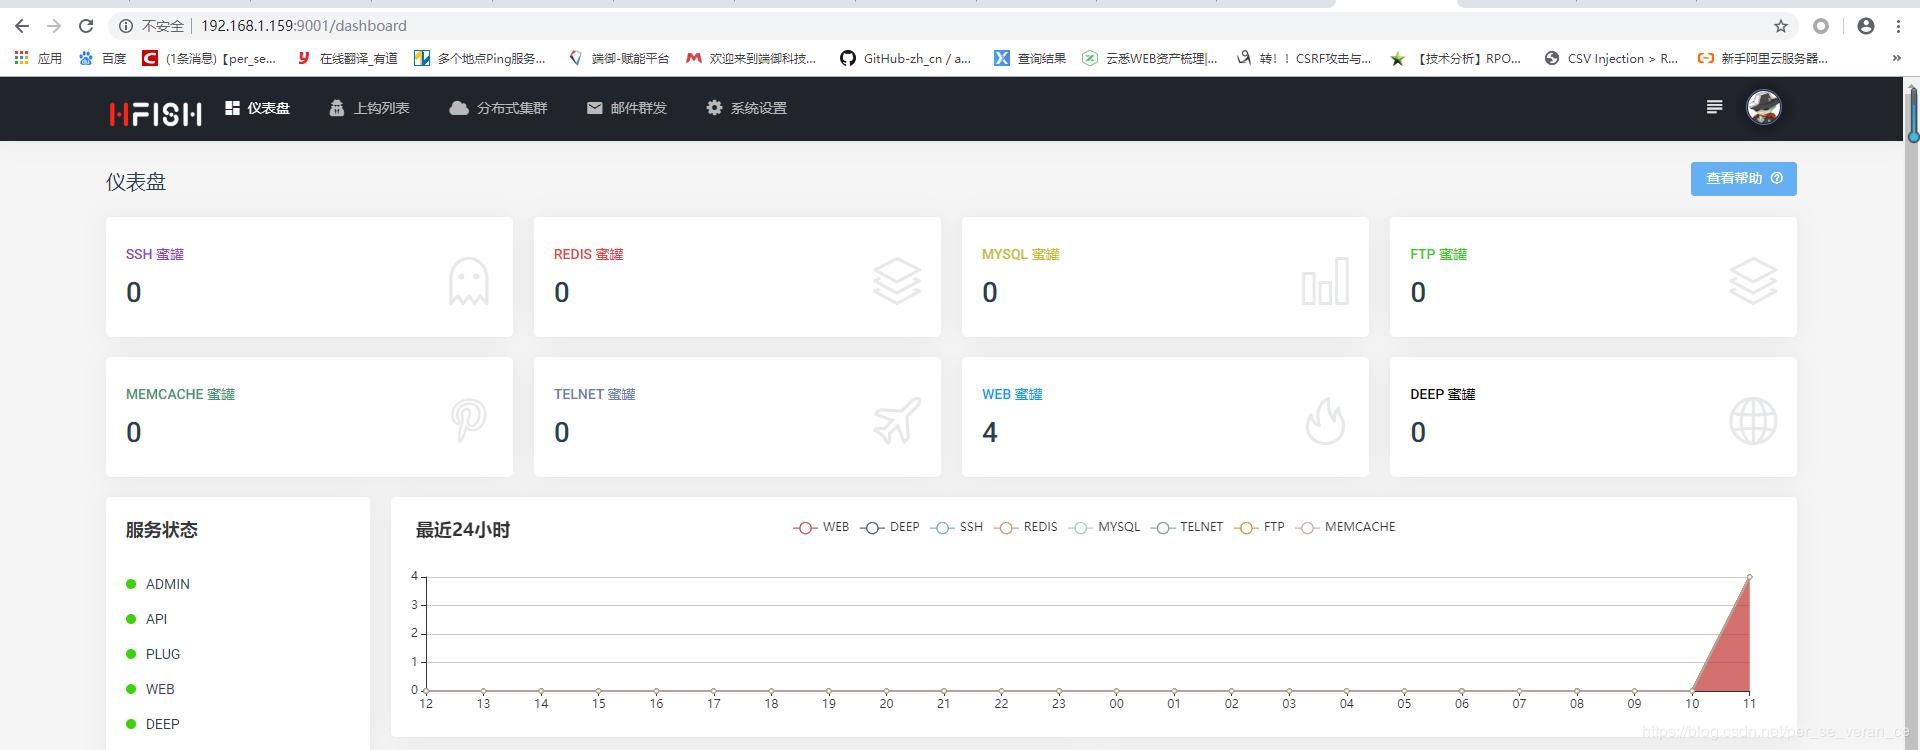 不安全 192.168.1.159:9001/dashboard
应用 百度 (1条消息)【per_se... 在线翻译_有道 多个地点Ping服务... 端御-赋能平台 欢迎来到端御科技... GitHub-zh_cn / a... 查询结果 云悉WEB资产梳理|... 转!！CSRF攻击与... 【技术分析】RPO... CSV Injection > R... 新手阿里云服务器... »
HFISH 仪表盘 上钩列表 分布式集群 邮件群发 系统设置
仪表盘 查看帮助
SSH 蜜罐 REDIS 蜜罐 MYSQL 蜜罐 FTP 蜜罐
0 0 0 0
MEMCACHE 蜜罐 TELNET 蜜罐 WEB 蜜罐 DEEP 蜜罐
0 0 4 0
服务状态
ADMIN
API
PLUG
WEB
DEEP
最近24小时 WEB DEEP SSH REDIS MYSQL TELNET FTP MEMCACHE
4
3
2
1
0
12 13 14 15 16 17 18 19 20 21 22 23 00 01 02 03 04 05 06 07 08 09 10 11
https://blog.csdn.net/per_se_veran_ce